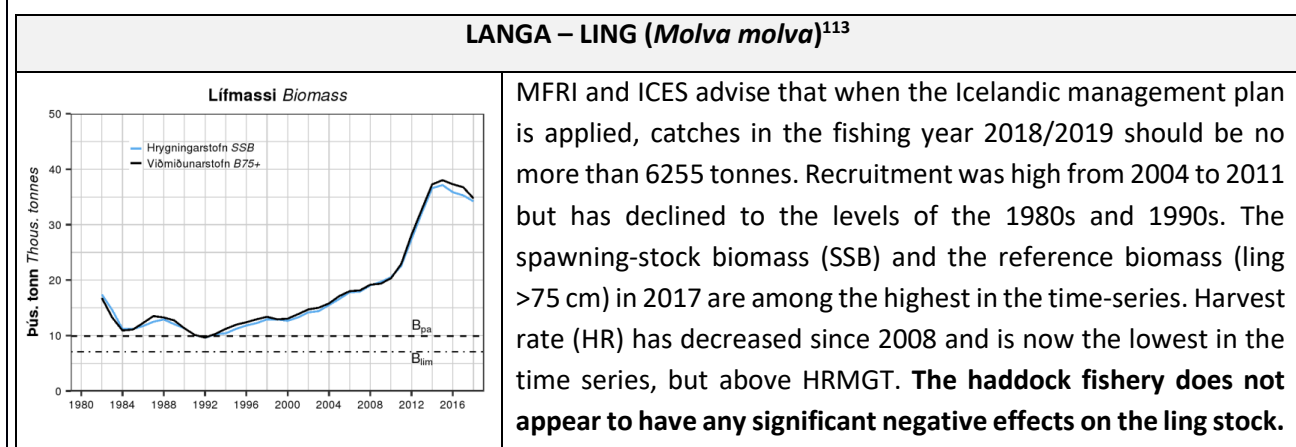 LANGA – LING (Molva molva)113
Lífmassi Biomass
Þús. tonn Thous. tonnes
50
40
30
20
10
0
Hrygningarstofn SSB
Viðmiðunarstofn B75+
Bpa
Blim
1980 1984 1988 1992 1996 2000 2004 2008 2012 2016
MFRI and ICES advise that when the Icelandic management plan
is applied, catches in the fishing year 2018/2019 should be no
more than 6255 tonnes. Recruitment was high from 2004 to 2011
but has declined to the levels of the 1980s and 1990s. The
spawning-stock biomass (SSB) and the reference biomass (ling
>75 cm) in 2017 are among the highest in the time-series. Harvest
rate (HR) has decreased since 2008 and is now the lowest in the
time series, but above HRMGT. The haddock fishery does not
appear to have any significant negative effects on the ling stock.